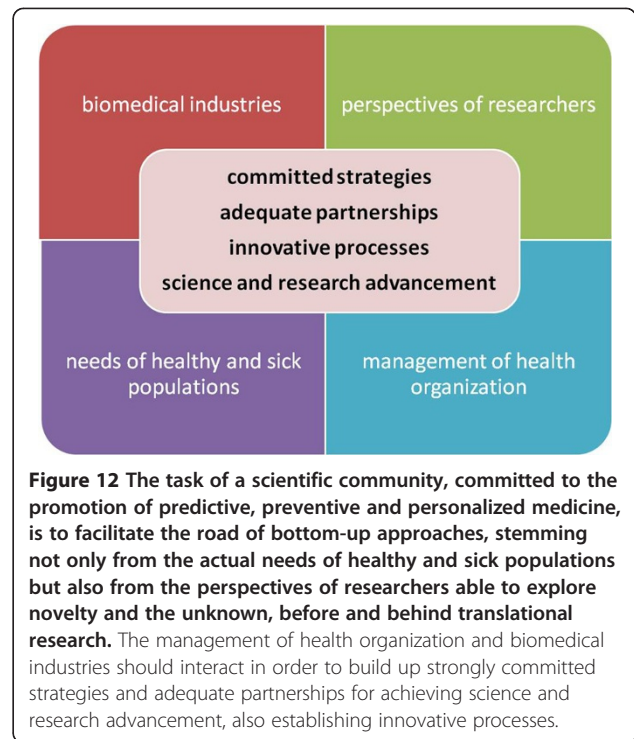 biomedical industries
perspectives of researchers
committed strategies
adequate partnerships
innovative processes
science and research advancement
needs of healthy and sick
populations
management of health
organization
Figure 12 The task of a scientific community, committed to the
promotion of predictive, preventive and personalized medicine,
is to facilitate the road of bottom-up approaches, stemming
not only from the actual needs of healthy and sick populations
but also from the perspectives of researchers able to explore
novelty and the unknown, before and behind translational
research. The management of health organization and biomedical
industries should interact in order to build up strongly committed
strategies and adequate partnerships for achieving science and
research advancement, also establishing innovative processes.